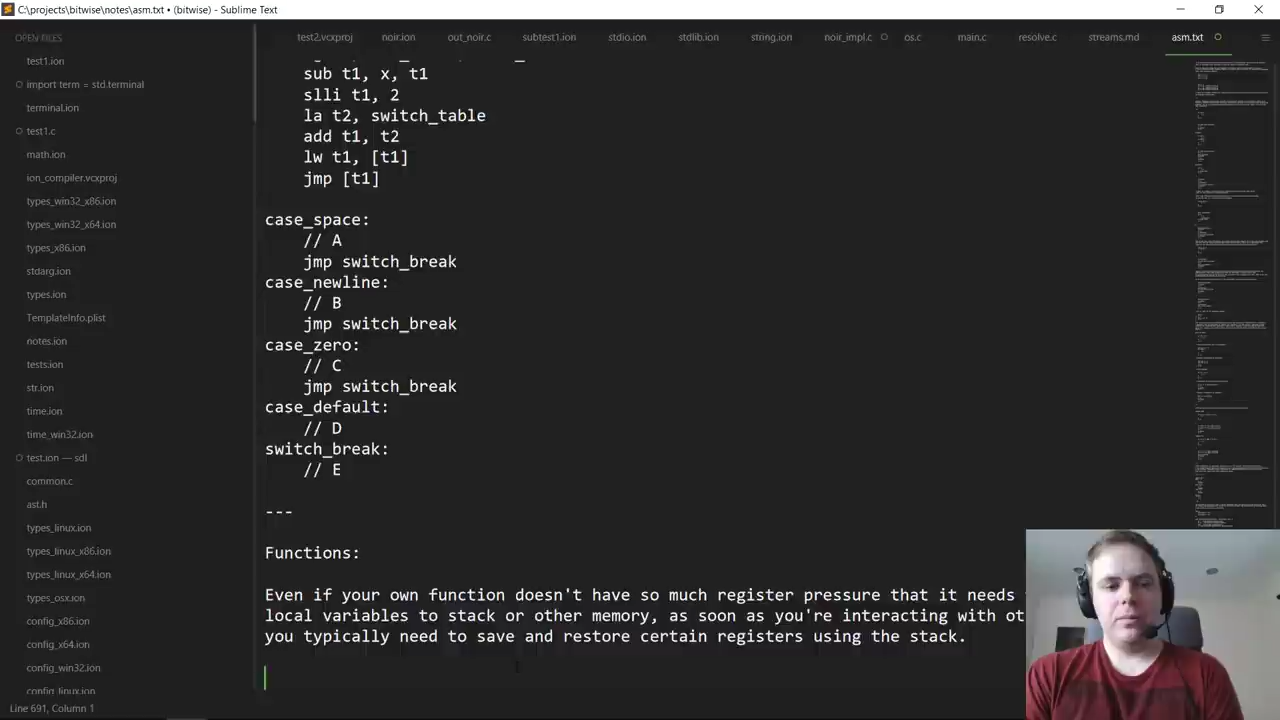 C:\projects\bitwise\notes\asm.txt • (bitwise) - Sublime Text
OPEN FILES
test1.ion
import term = std.terminal
terminal.ion
test1.c
math.ion
ion_compiler.vcxproj
types_win32_x86.ion
types_win32_x64.ion
types_x86.ion
stdarg.ion
types.ion
TemplateInfo.plist
notes.ion
tests.ion
str.ion
time.ion
time_win32.ion
test.ion — sdl
common.c
ast.h
types_linux.ion
types_linux_x86.ion
types_linux_x64.ion
types_osx.ion
config_x86.ion
config_x64.ion
config_win32.ion
config_linux.ion
test2.vcxproj
noir.ion
out_noir.c
subtest1.ion
stdio.ion
stdlib.ion
string.ion
noir_impl.c
os.c
main.c
resolve.c
streams.md
asm.txt
sub t1, x, t1
slli t1, 2
la t2, switch_table
add t1, t2
lw t1, [t1]
jmp [t1]
case_space:
// A
jmp switch_break
case_newline:
// B
jmp switch_break
case_zero:
// C
jmp switch_break
case_default:
// D
switch_break:
// E
---
Functions:
Even if your own function doesn't have so much register pressure that it needs
local variables to stack or other memory, as soon as you're interacting with
you typically need to save and restore certain registers using the stack.
Line 691, Column 1